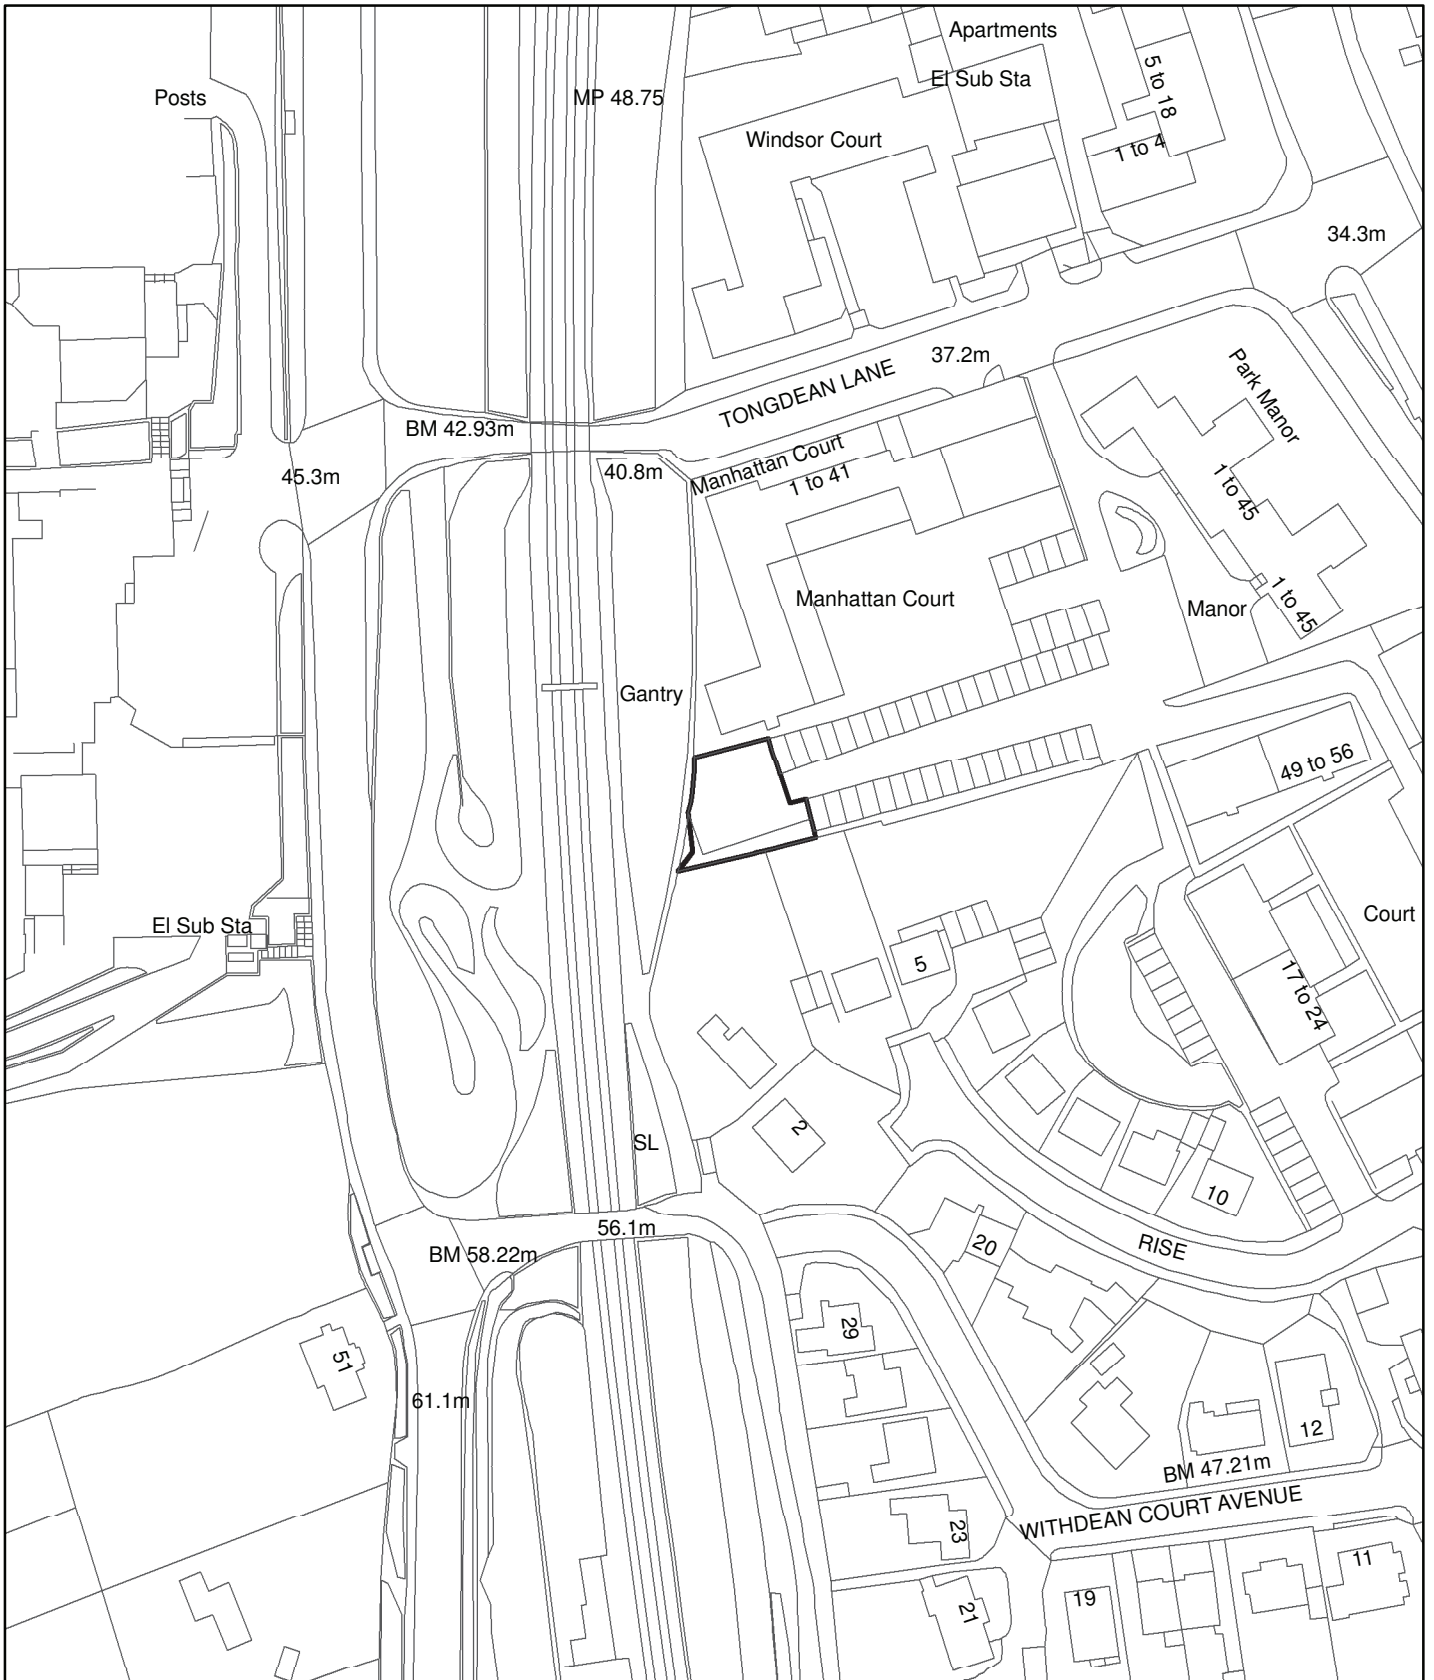 Apartments
El Sub Sta
5 to 18
Posts
MP 48.75
Windsor Court
1 to 4
34.3m
37.2m
TONGDEAN LANE
Park Manor
BM 42.93m
Manhattan Court
1 to 41
45.3m
40.8m
1 to 45
Manhattan Court
Manor
1 to 45
Gantry
49 to 56
El Sub Sta
Court
5
17 to 24
2
SL
10
56.1m
BM 58.22m
20
RISE
29
51
61.1m
12
BM 47.21m
WITHDEAN COURT AVENUE
23
11
19
21